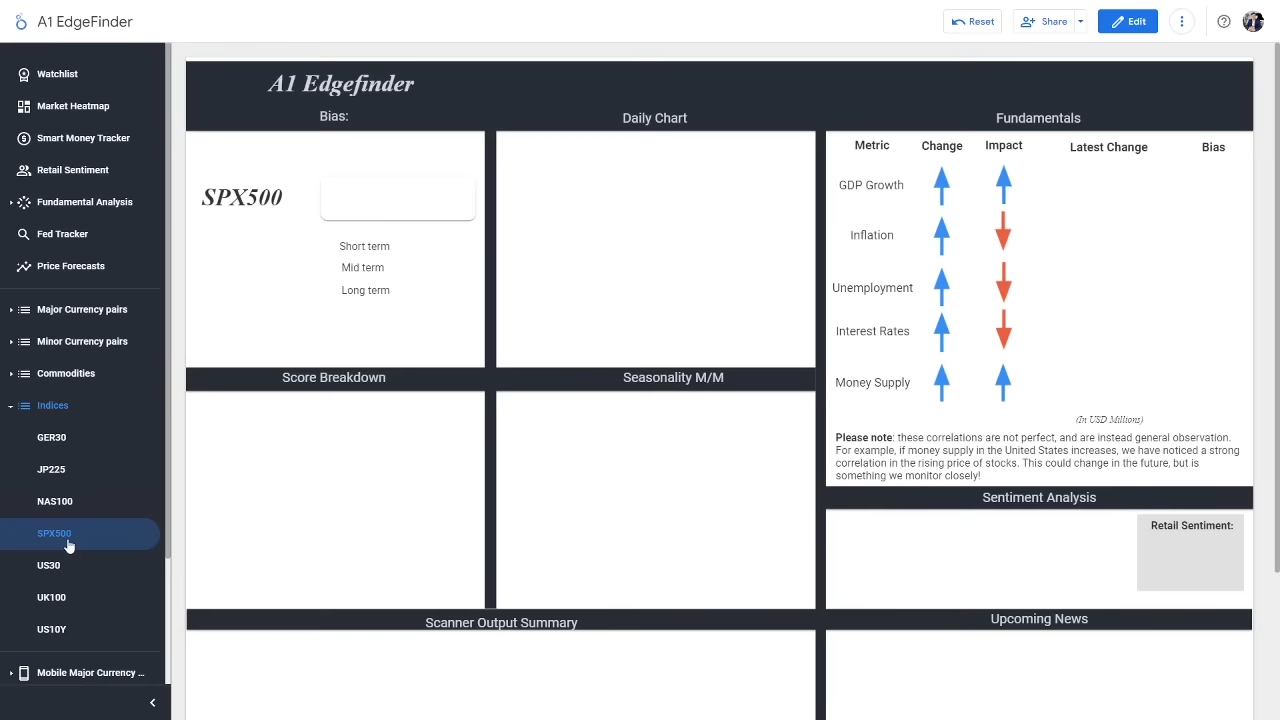 A1 EdgeFinder
Reset
Share
Edit
Watchlist
Market Heatmap
Smart Money Tracker
Retail Sentiment
Fundamental Analysis
Fed Tracker
Price Forecasts
Major Currency pairs
Minor Currency pairs
Commodities
Indices
GER30
JP225
NAS100
SPX500
US30
UK100
US10Y
Mobile Major Currency ...
A1 Edgefinder
Bias:
SPX500
Short term
Mid term
Long term
Daily Chart
Fundamentals
Metric Change Impact Latest Change Bias
GDP Growth
Inflation
Unemployment
Interest Rates
Money Supply
(In USD Millions)
Please note: these correlations are not perfect, and are instead general observation.
For example, if money supply in the United States increases, we have noticed a strong
correlation in the rising price of stocks. This could change in the future, but is
something we monitor closely!
Score Breakdown
Seasonality M/M
Sentiment Analysis
Retail Sentiment:
Scanner Output Summary
Upcoming News